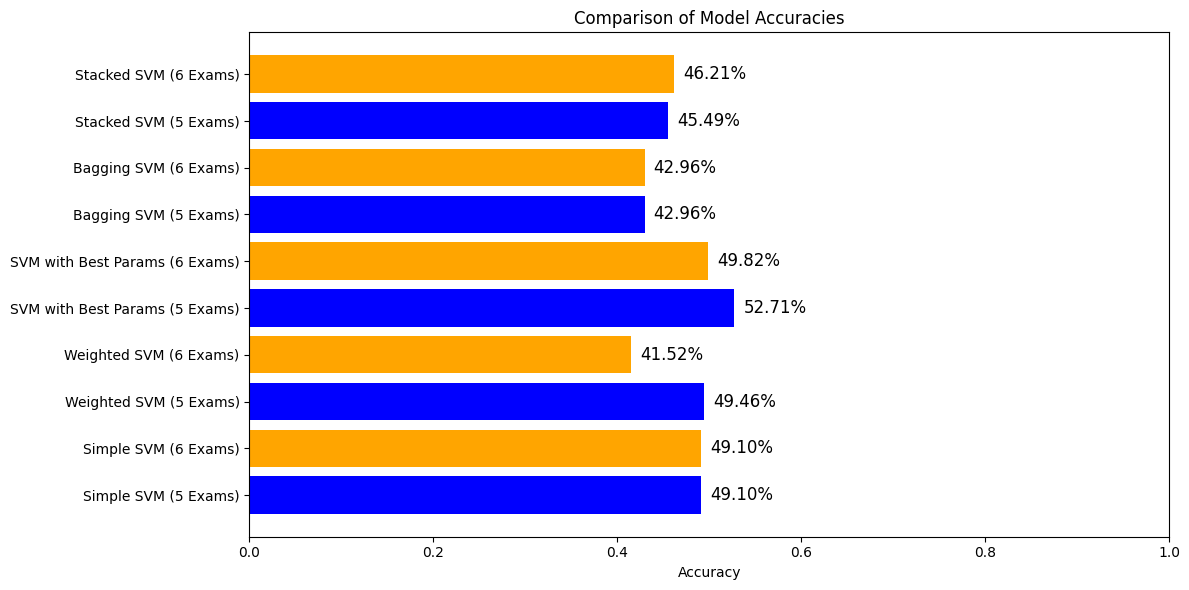 Comparison of Model Accuracies
Stacked SVM (6 Exams) 46.21%
Stacked SVM (5 Exams) 45.49%
Bagging SVM (6 Exams) 42.96%
Bagging SVM (5 Exams) 42.96%
SVM with Best Params (6 Exams) 49.82%
SVM with Best Params (5 Exams) 52.71%
Weighted SVM (6 Exams) 41.52%
Weighted SVM (5 Exams) 49.46%
Simple SVM (6 Exams) 49.10%
Simple SVM (5 Exams) 49.10%
0.0 0.2 0.4 0.6 0.8 1.0
Accuracy